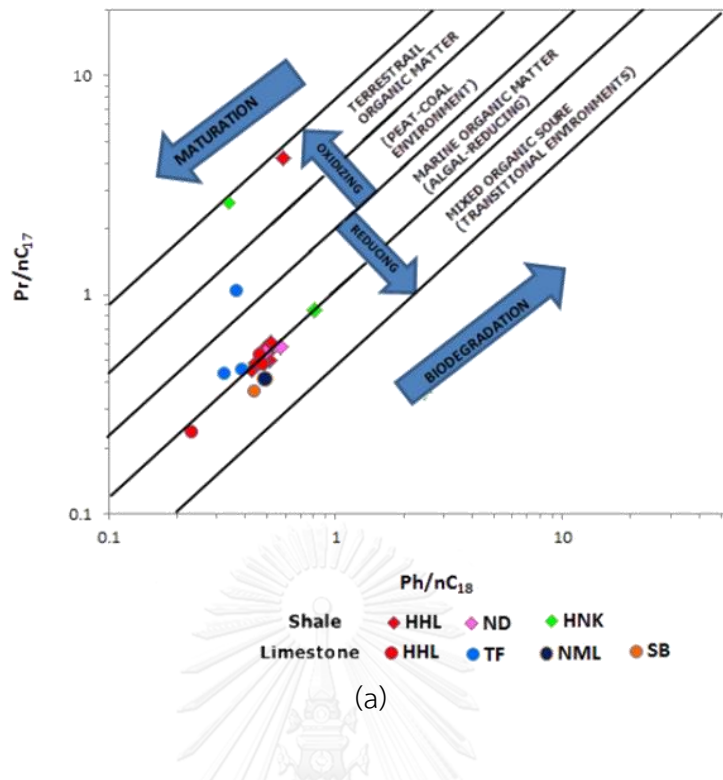 10
1
0.1
0.1
1
10
Pr/nC₁₇
Ph/nC₁₈
MATURATION
TERRESTRAIL
ORGANIC MATTER
(PEAT-COAL
ENVIRONMENT)
MARINE ORGANIC MATTER
(ALGAL-REDUCING)
MIXED ORGANIC SOURE
(TRANSITIONAL ENVIRONMENTS)
OXIDIZING
REDUCING
BIODEGRADATION
Shale HHL ND HNK
Limestone HHL TF NML SB
(a)